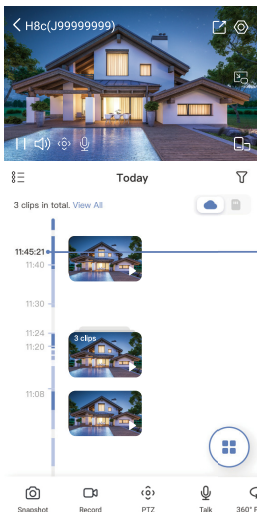 H8c(J99999999)
Today
3 clips in total. View All
11:45:21
11:40
11:30
11:24
3 clips
11:20
11:08
Snapshot
Record
PTZ
Talk
360°